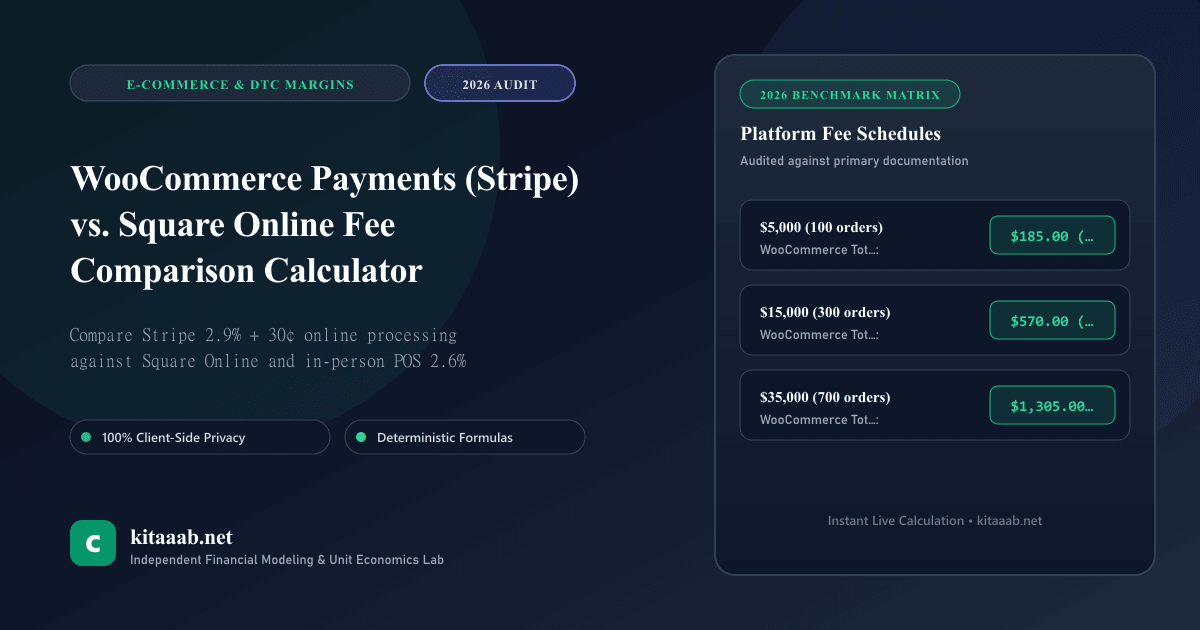 E-COMMERCE & DTC MARGINS
2026 AUDIT
WooCommerce Payments (Stripe)
vs. Square Online Fee
Comparison Calculator
Compare Stripe 2.9% + 30¢ online processing
against Square Online and in-person POS 2.6%
100% Client-Side Privacy
Deterministic Formulas
C
kitaaab.net
Independent Financial Modeling & Unit Economics Lab
2026 BENCHMARK MATRIX
Platform Fee Schedules
Audited against primary documentation
$5,000 (100 orders)
WooCommerce Tot…:
$185.00 (…
$15,000 (300 orders)
WooCommerce Tot…:
$570.00 (…
$35,000 (700 orders)
WooCommerce Tot…:
$1,305.00…
Instant Live Calculation • kitaaab.net